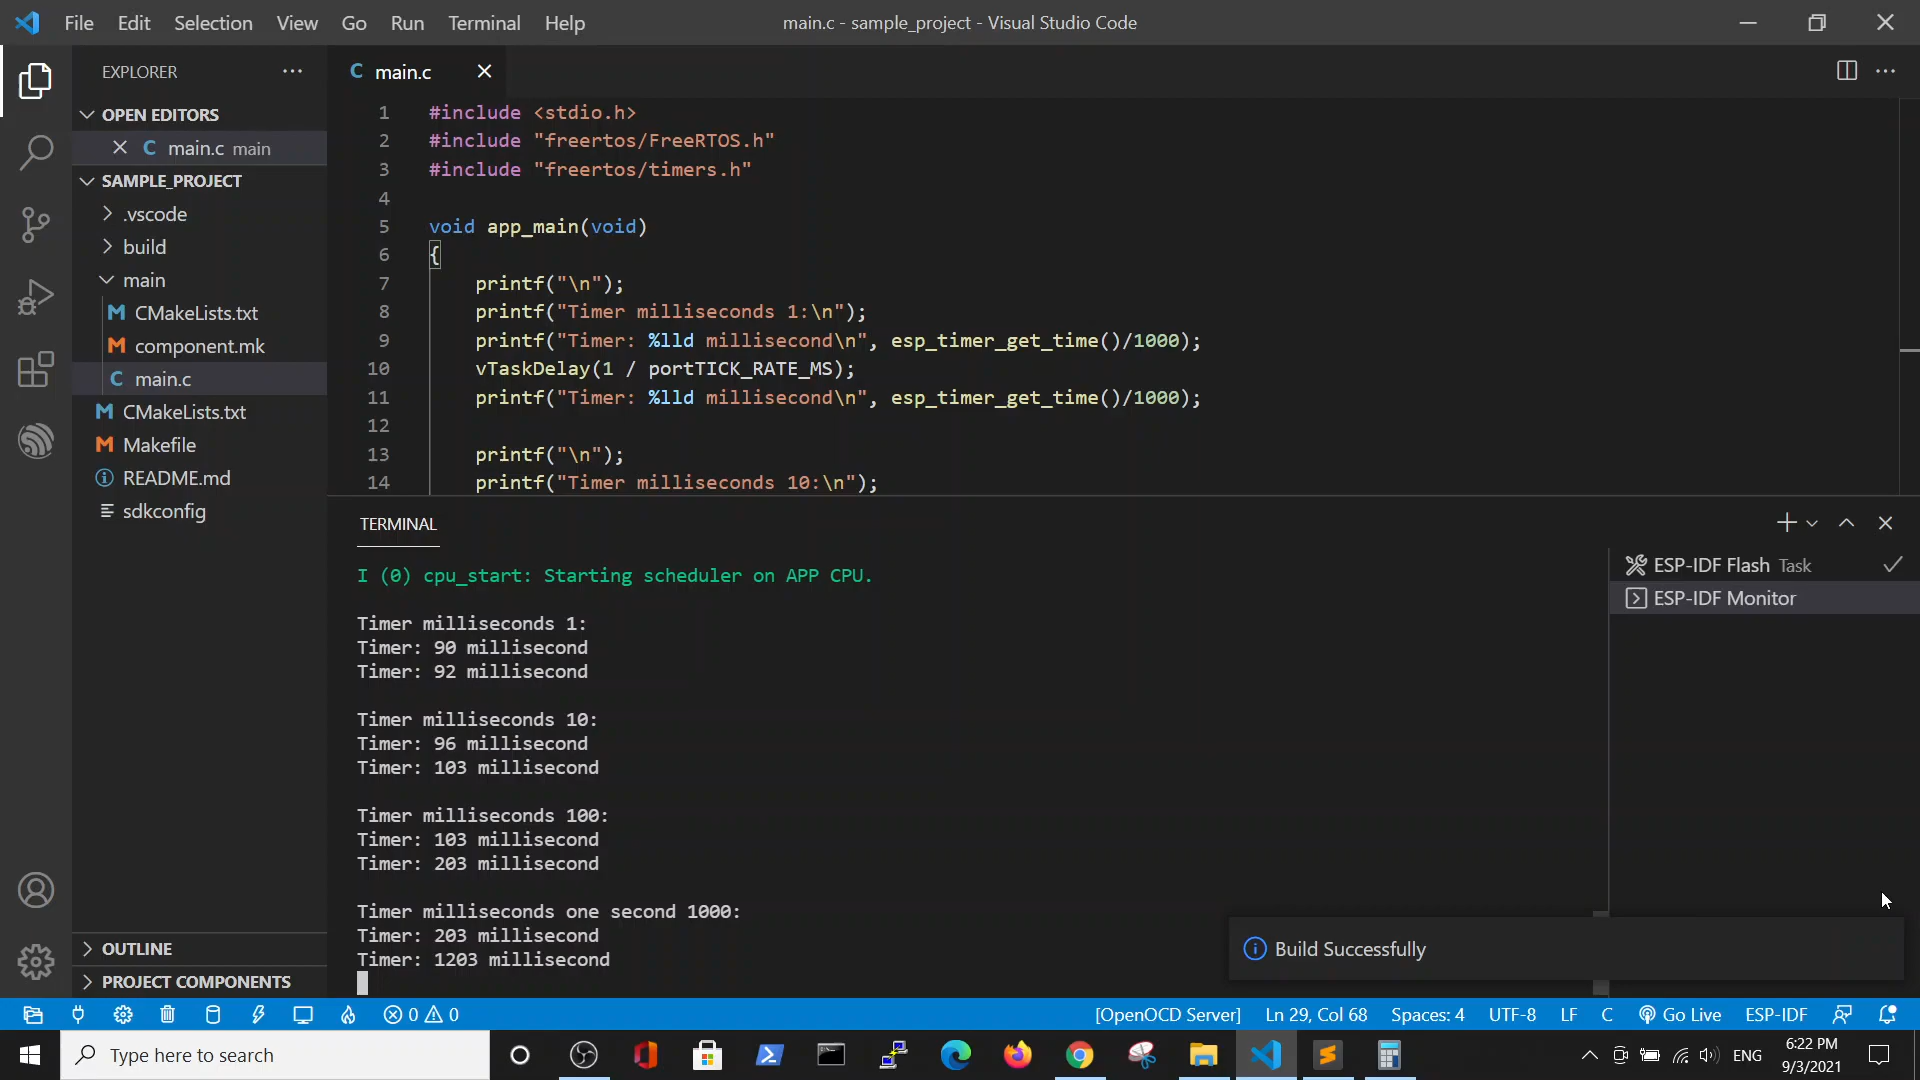 File Edit Selection View Go Run Terminal Help
main.c - sample_project - Visual Studio Code
EXPLORER
OPEN EDITORS
C main.c main
SAMPLE_PROJECT
.vscode
build
main
M CMakeLists.txt
M component.mk
C main.c
M CMakeLists.txt
M Makefile
README.md
sdkconfig
OUTLINE
PROJECT COMPONENTS
C main.c
1 #include <stdio.h>
2 #include "freertos/FreeRTOS.h"
3 #include "freertos/timers.h"
4
5 void app_main(void)
6 {
7 printf("\n");
8 printf("Timer milliseconds 1:\n");
9 printf("Timer: %lld millisecond\n", esp_timer_get_time()/1000);
10 vTaskDelay(1 / portTICK_RATE_MS);
11 printf("Timer: %lld millisecond\n", esp_timer_get_time()/1000);
12
13 printf("\n");
14 printf("Timer milliseconds 10:\n");
TERMINAL
I (0) cpu_start: Starting scheduler on APP CPU.
Timer milliseconds 1:
Timer: 90 millisecond
Timer: 92 millisecond
Timer milliseconds 10:
Timer: 96 millisecond
Timer: 103 millisecond
Timer milliseconds 100:
Timer: 103 millisecond
Timer: 203 millisecond
Timer milliseconds one second 1000:
Timer: 203 millisecond
Timer: 1203 millisecond
ESP-IDF Flash Task
ESP-IDF Monitor
Build Successfully
0 0
[OpenOCD Server] Ln 29, Col 68 Spaces: 4 UTF-8 LF C Go Live ESP-IDF
Type here to search
ENG
6:22 PM
9/3/2021